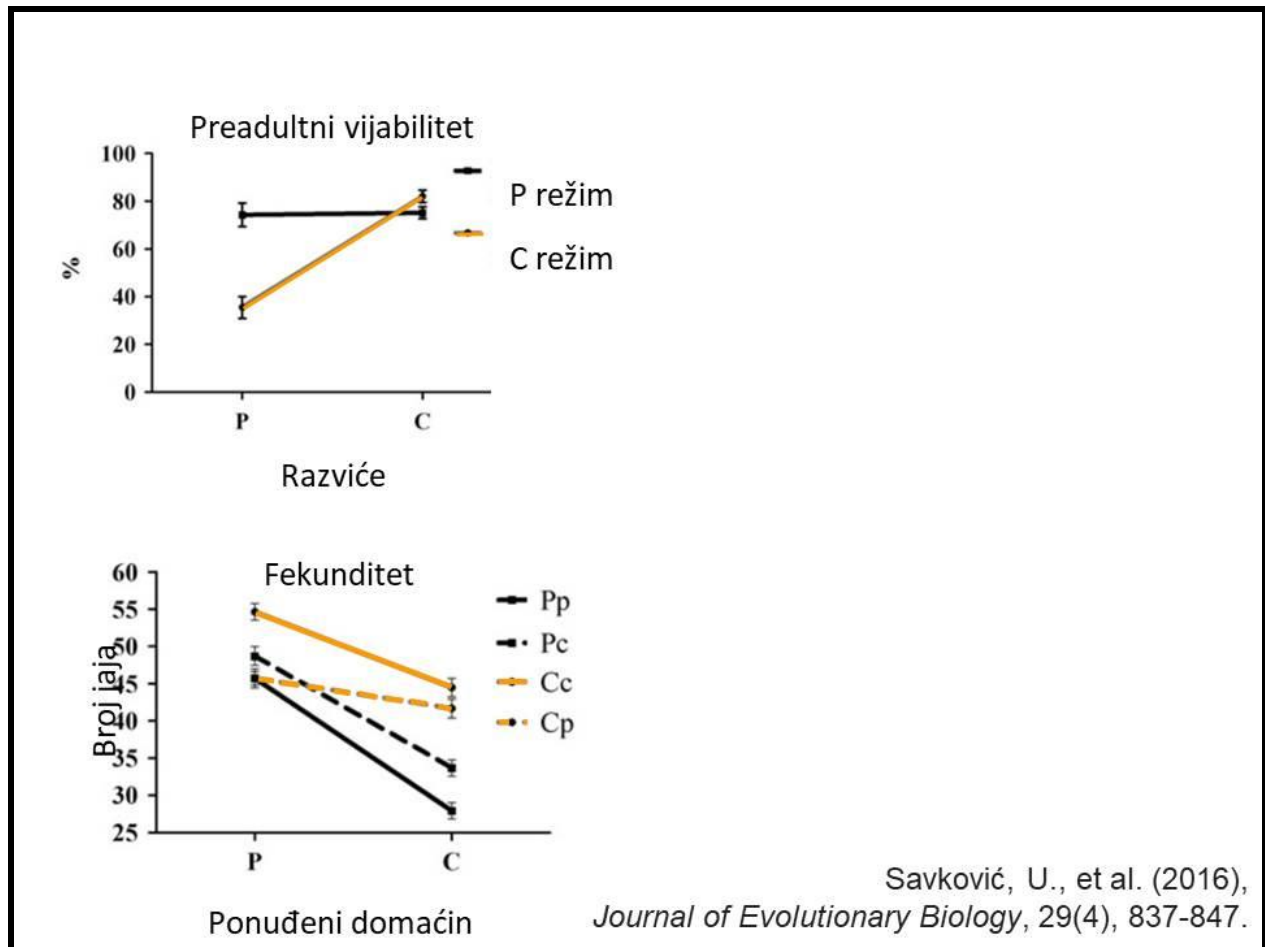 Preadultni vijabilitet
100
80
60
40
20
0
%
P C
Razviće
P režim
C režim
Fekunditet
60
55
50
45
40
35
30
25
Broj jaja
P C
Ponuđeni domaćin
Pp
Pc
Cc
Cp
Savković, U., et al. (2016),
Journal of Evolutionary Biology, 29(4), 837-847.